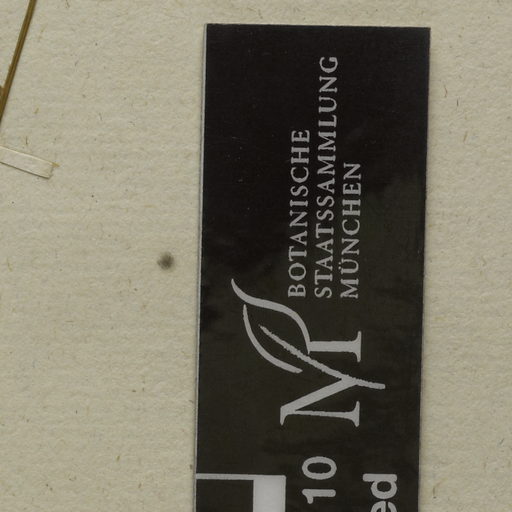 BOTANISCHE
STAATSSAMMLUNG
MÜNCHEN
M
10
ed